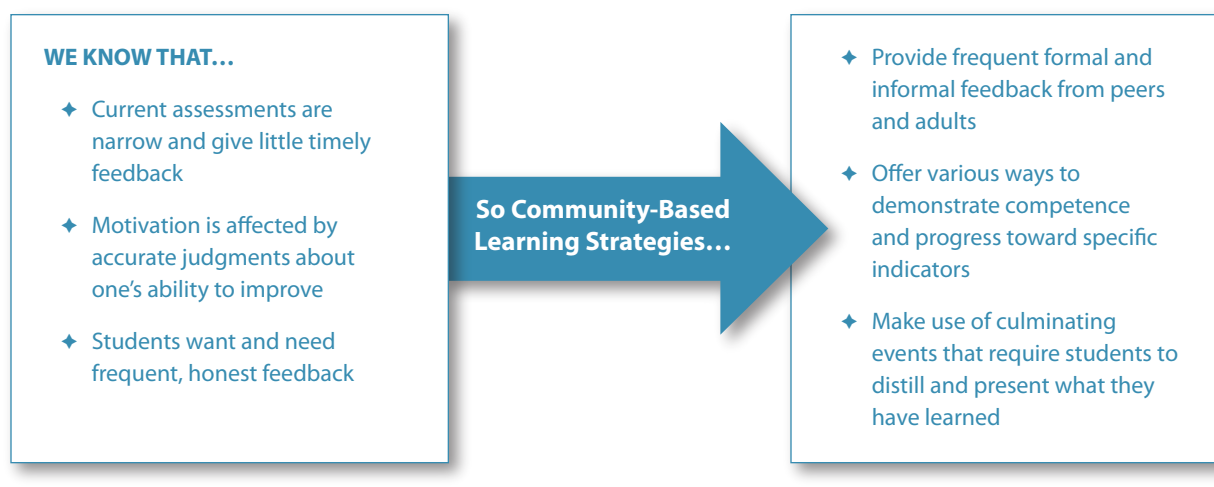 WE KNOW THAT…
✦ Current assessments are
narrow and give little timely
feedback
✦ Motivation is affected by
accurate judgments about
one’s ability to improve
✦ Students want and need
frequent, honest feedback
So Community-Based
Learning Strategies…
✦ Provide frequent formal and
informal feedback from peers
and adults
✦ Offer various ways to
demonstrate competence
and progress toward specific
indicators
✦ Make use of culminating
events that require students to
distill and present what they
have learned